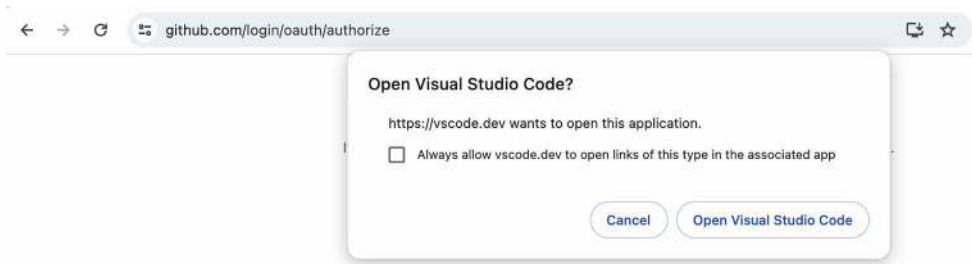 github.com/login/oauth/authorize
Open Visual Studio Code?
https://vscode.dev wants to open this application.
Always allow vscode.dev to open links of this type in the associated app
Cancel
Open Visual Studio Code